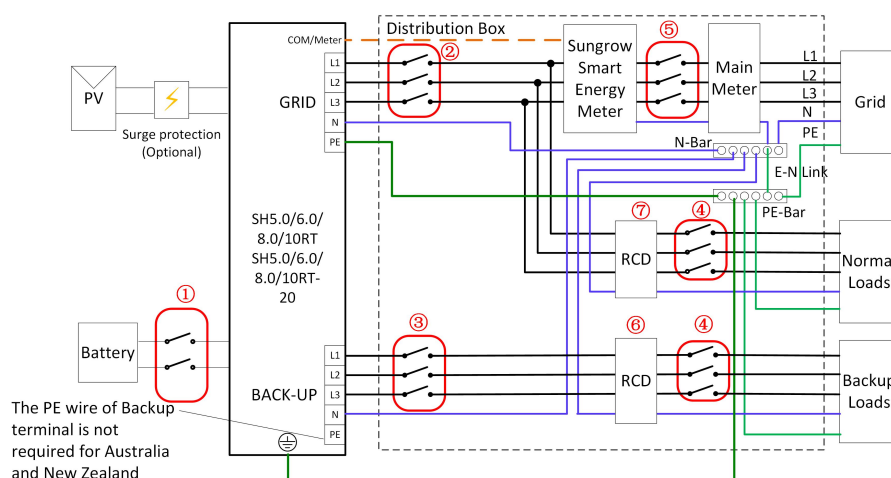 Distribution Box
COM/Meter
②
⑤
L1
L2
L3
N
PE
GRID
Sungrow
Smart
Energy
Meter
Main
Meter
L1
L2
L3
N
PE
Grid
PV
Surge protection
(Optional)
N-Bar
E-N Link
PE-Bar
SH5.0/6.0/
8.0/10RT
SH5.0/6.0/
8.0/10RT-
20
⑦
④
RCD
Norma
Loads
①
Battery
③
⑥
④
L1
L2
L3
N
PE
BACK-UP
RCD
Backup
Loads
The PE wire of Backup
terminal is not
required for Australia
and New Zealand